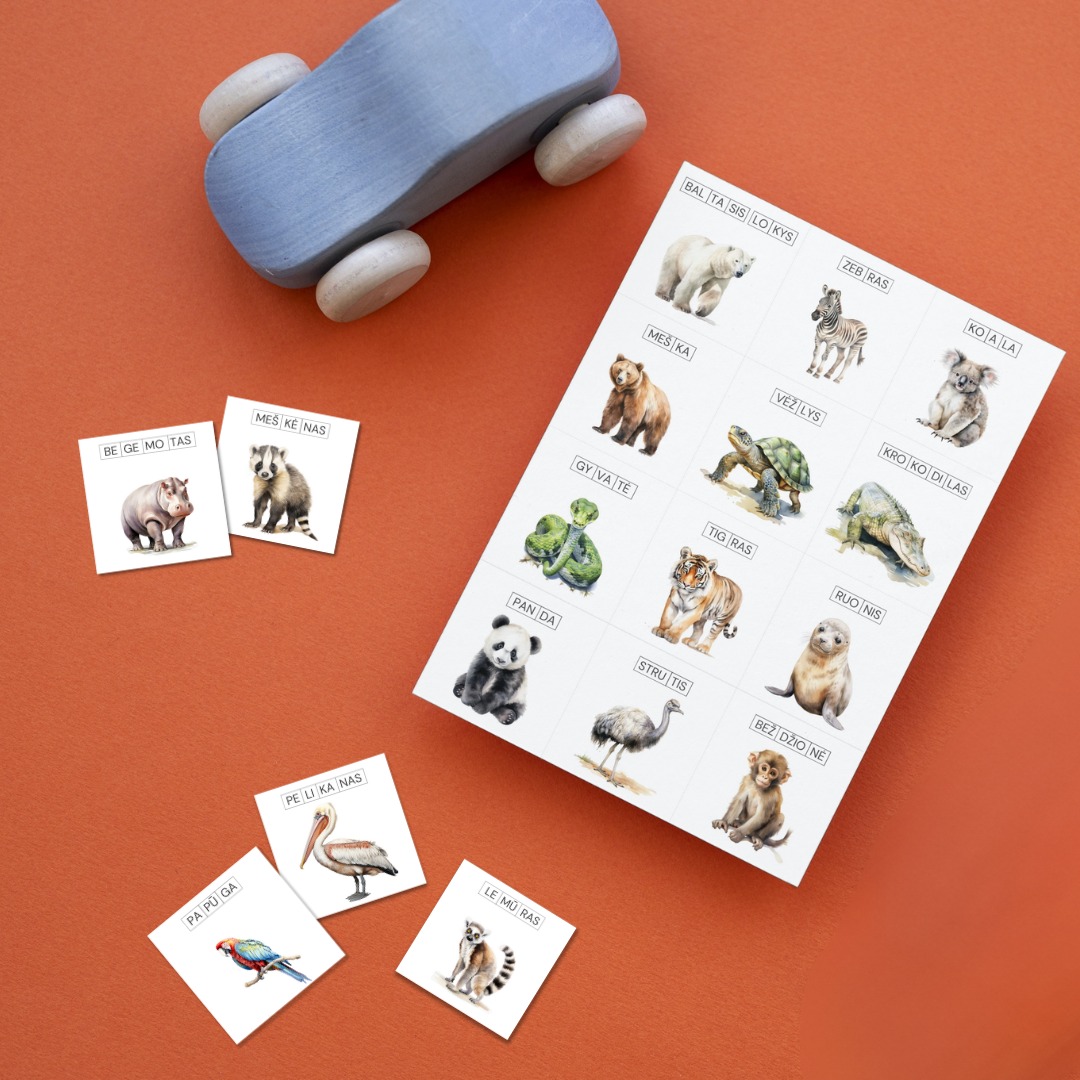 BAL TA SIS LO KYS
ZEB RAS
KO A LA
MEŠ KA
VĖŽ LYS
KRO KO DI LAS
GY VA TĖ
TIG RAS
RUO NIS
PAN DA
STRU TIS
BEŽ DŽIO NĖ
BE GE MO TAS
MEŠ KĖ NAS
PE LI KA NAS
PA PŪ GA
LE MŪ RAS